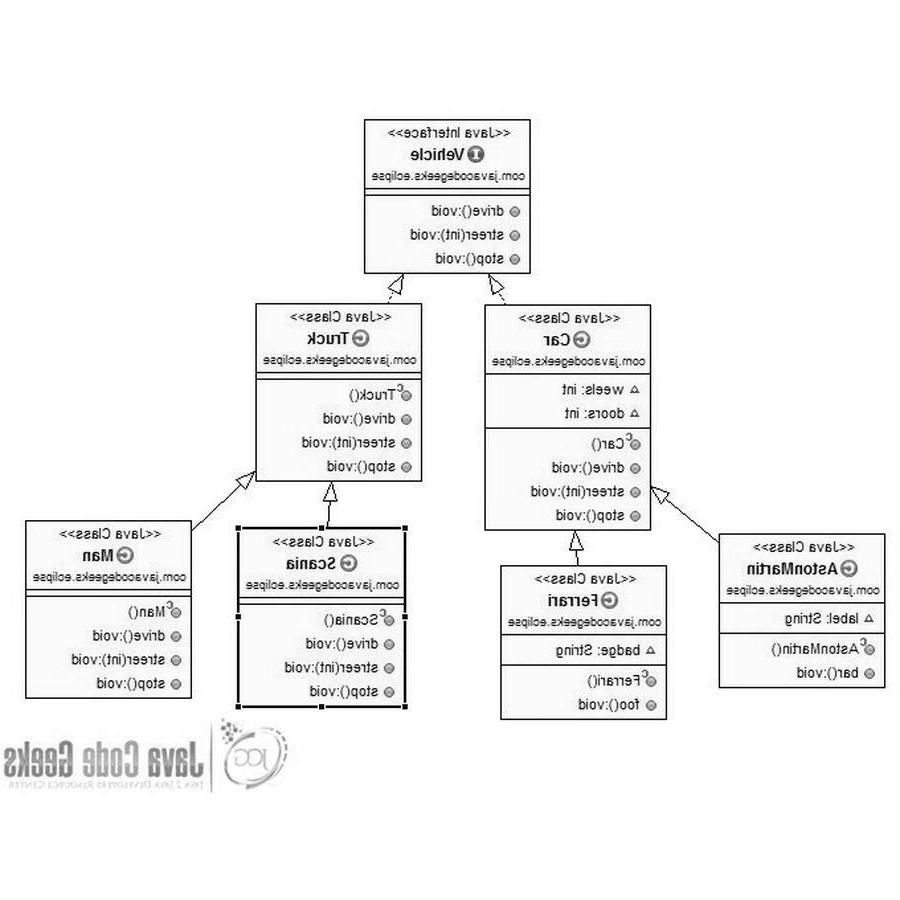 <<Java Interface>>
Vehicle
com.javacodegeeks.eclipse
drive():void
streer(int):void
stop():void
<<Java Class>>
Car
com.javacodegeeks.eclipse
weels: int
doors: int
Car()
drive():void
streer(int):void
stop():void
<<Java Class>>
Truck
com.javacodegeeks.eclipse
Truck()
drive():void
streer(int):void
stop():void
<<Java Class>>
AstonMartin
com.javacodegeeks.eclipse
label: String
AstonMartin()
bar():void
<<Java Class>>
Ferrari
com.javacodegeeks.eclipse
badge: String
Ferrari()
foo():void
<<Java Class>>
Scania
com.javacodegeeks.eclipse
Scania()
drive():void
streer(int):void
stop():void
<<Java Class>>
Man
com.javacodegeeks.eclipse
Man()
drive():void
streer(int):void
stop():void
JCG
Java Code Geeks
Java 2 Java Developers Resource Center